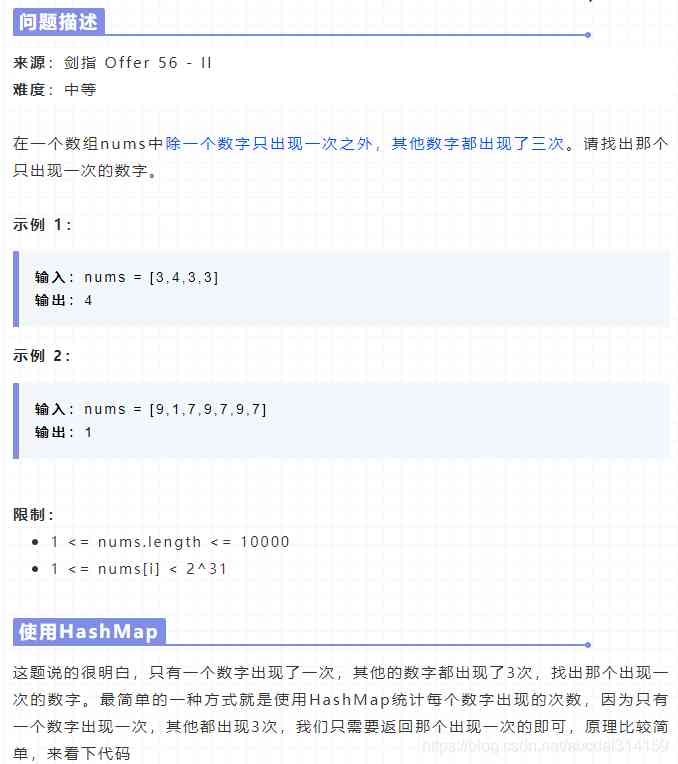 问题描述
来源：剑指 Offer 56 - II
难度：中等
在一个数组nums中除一个数字只出现一次之外，其他数字都出现了三次。请找出那个
只出现一次的数字。
示例 1：
输入：nums = [3,4,3,3]
输出：4
示例 2：
输入：nums = [9,1,7,9,7,9,7]
输出：1
限制：
• 1 <= nums.length <= 10000
• 1 <= nums[i] < 2^31
使用HashMap
这题说的很明白，只有一个数字出现了一次，其他的数字都出现了3次，找出那个出现一
次的数字。最简单的一种方式就是使用HashMap统计每个数字出现的次数，因为只有
一个数字出现一次，其他都出现3次，我们只需要返回那个出现一次的即可，原理比较简
单，来看下代码